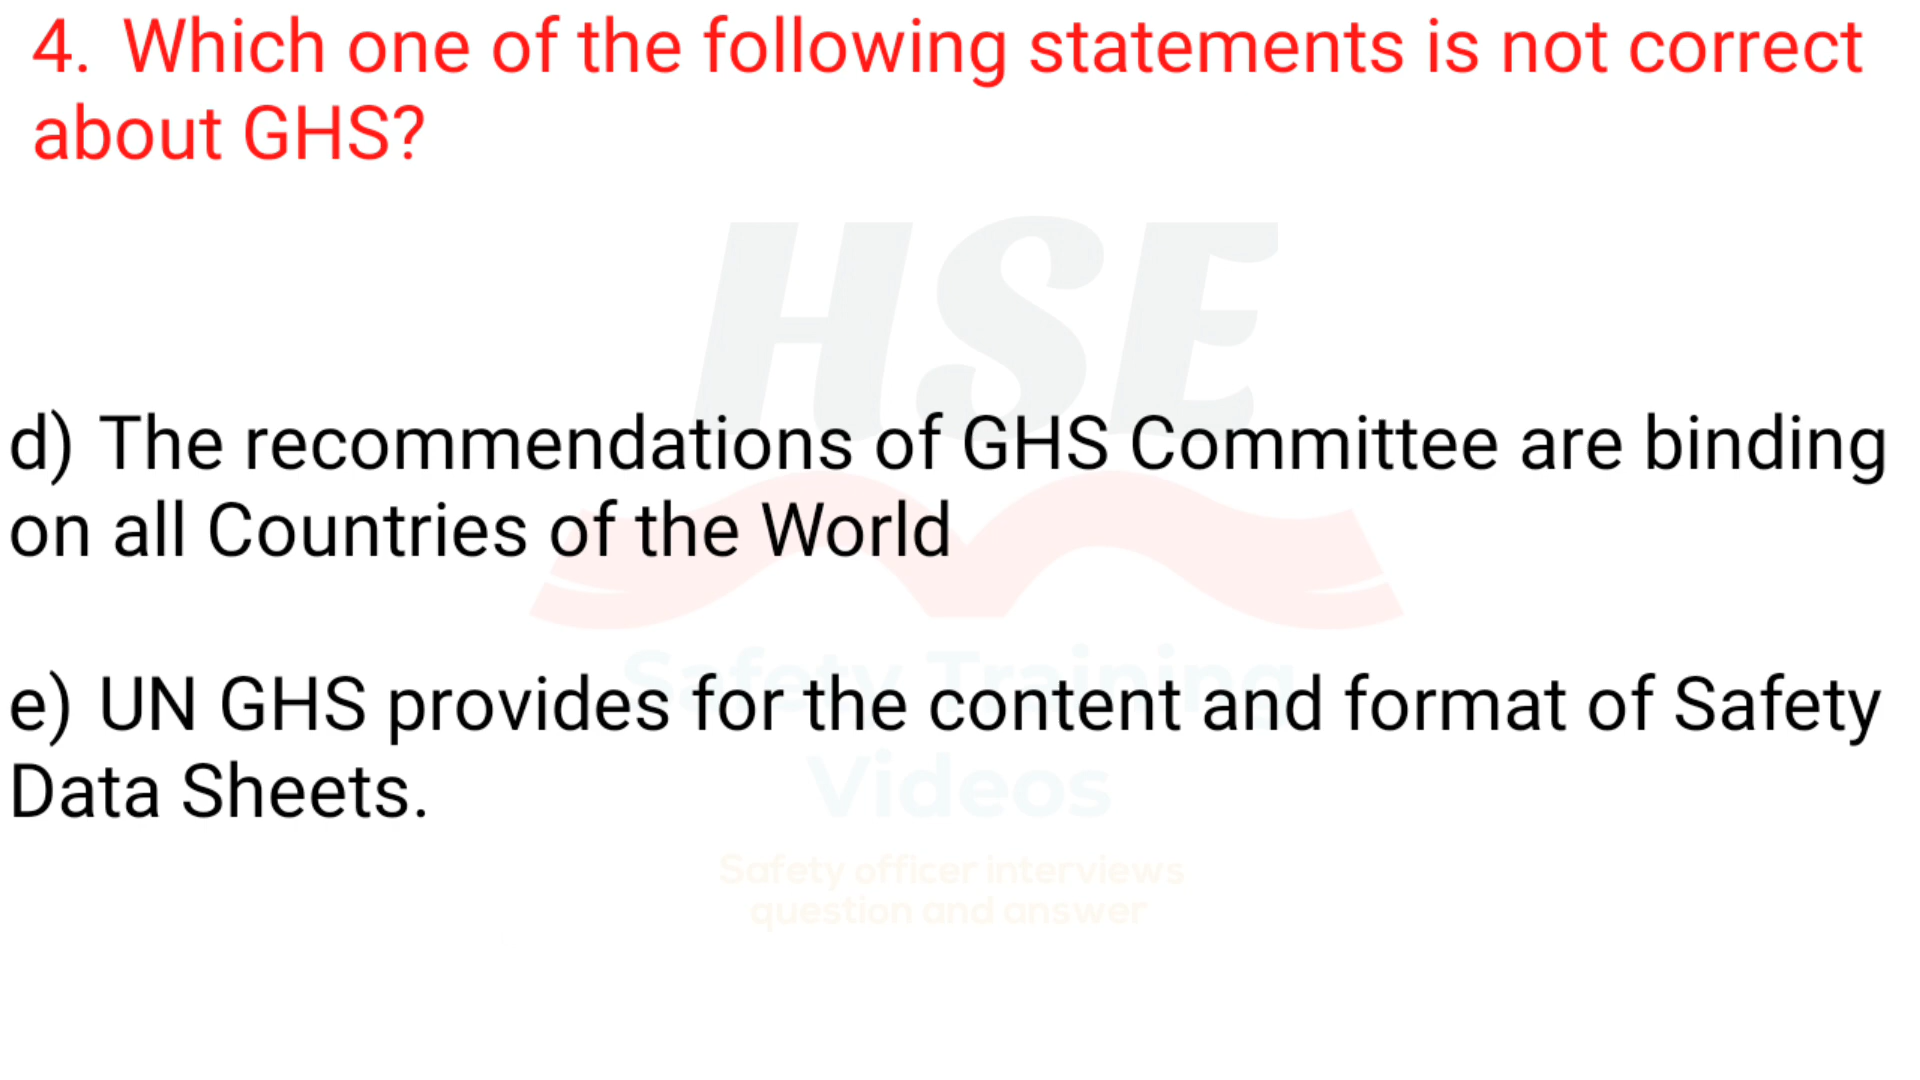 4. Which one of the following statements is not correct
about GHS?
HSE
d) The recommendations of GHS Committee are binding
on all Countries of the World
Safety Training
e) UN GHS provides for the content and format of Safety
Data Sheets.
Videos
Safety officer interviews
question and answer